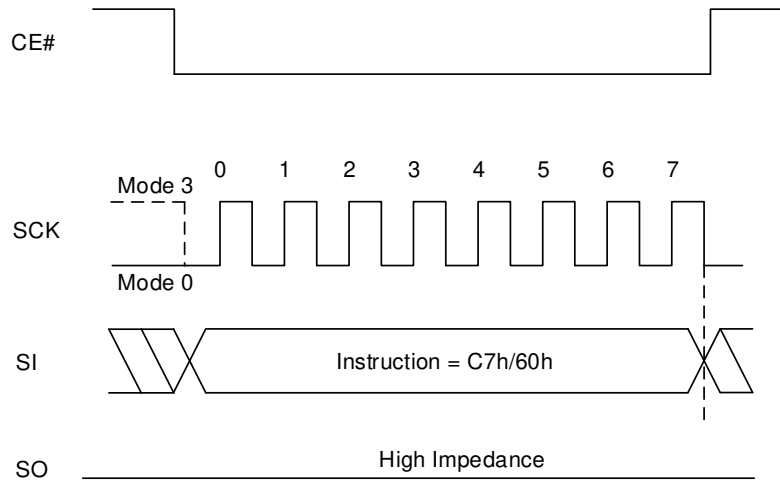 CE#
0 1 2 3 4 5 6 7
Mode 3
SCK
Mode 0
SI
Instruction = C7h/60h
SO
High Impedance